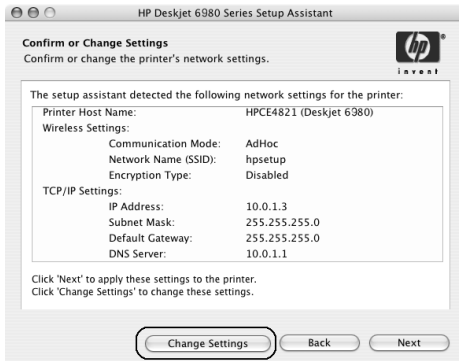 HP Deskjet 6980 Series Setup Assistant
Confirm or Change Settings
Confirm or change the printer's network settings.
hp
invent
The setup assistant detected the following network settings for the printer:
Printer Host Name: HPCE4821 (Deskjet 6980)
Wireless Settings:
Communication Mode: AdHoc
Network Name (SSID): hpsetup
Encryption Type: Disabled
TCP/IP Settings:
IP Address: 10.0.1.3
Subnet Mask: 255.255.255.0
Default Gateway: 255.255.255.0
DNS Server: 10.0.1.1
Click 'Next' to apply these settings to the printer.
Click 'Change Settings' to change these settings.
Change Settings Back Next